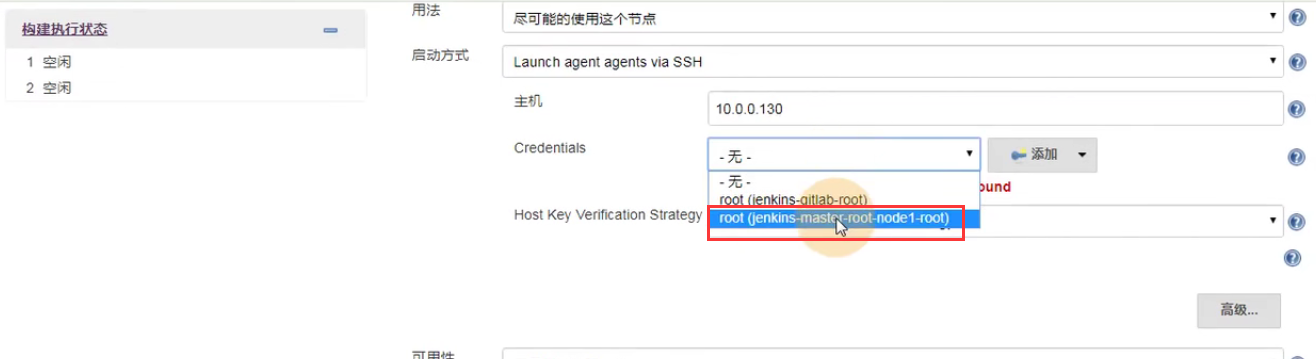 构建执行状态
1 空闲
2 空闲
用法
尽可能的使用这个节点
启动方式
Launch agent agents via SSH
主机
10.0.0.130
Credentials
- 无 -
添加
- 无 -
root (jenkins-gitlab-root)
ound
Host Key Verification Strategy
root (jenkins-master-root-node1-root)
高级...
可用性